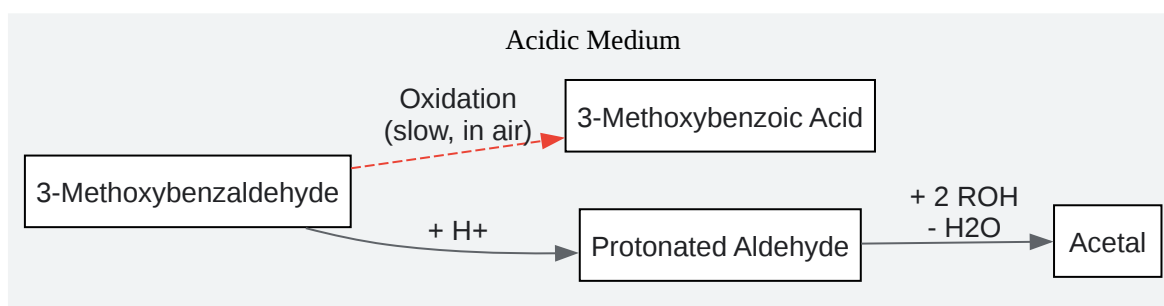 Acidic Medium
Oxidation
(slow, in air)
3-Methoxybenzoic Acid
3-Methoxybenzaldehyde
+ H+
Protonated Aldehyde
+ 2 ROH
- H2O
Acetal